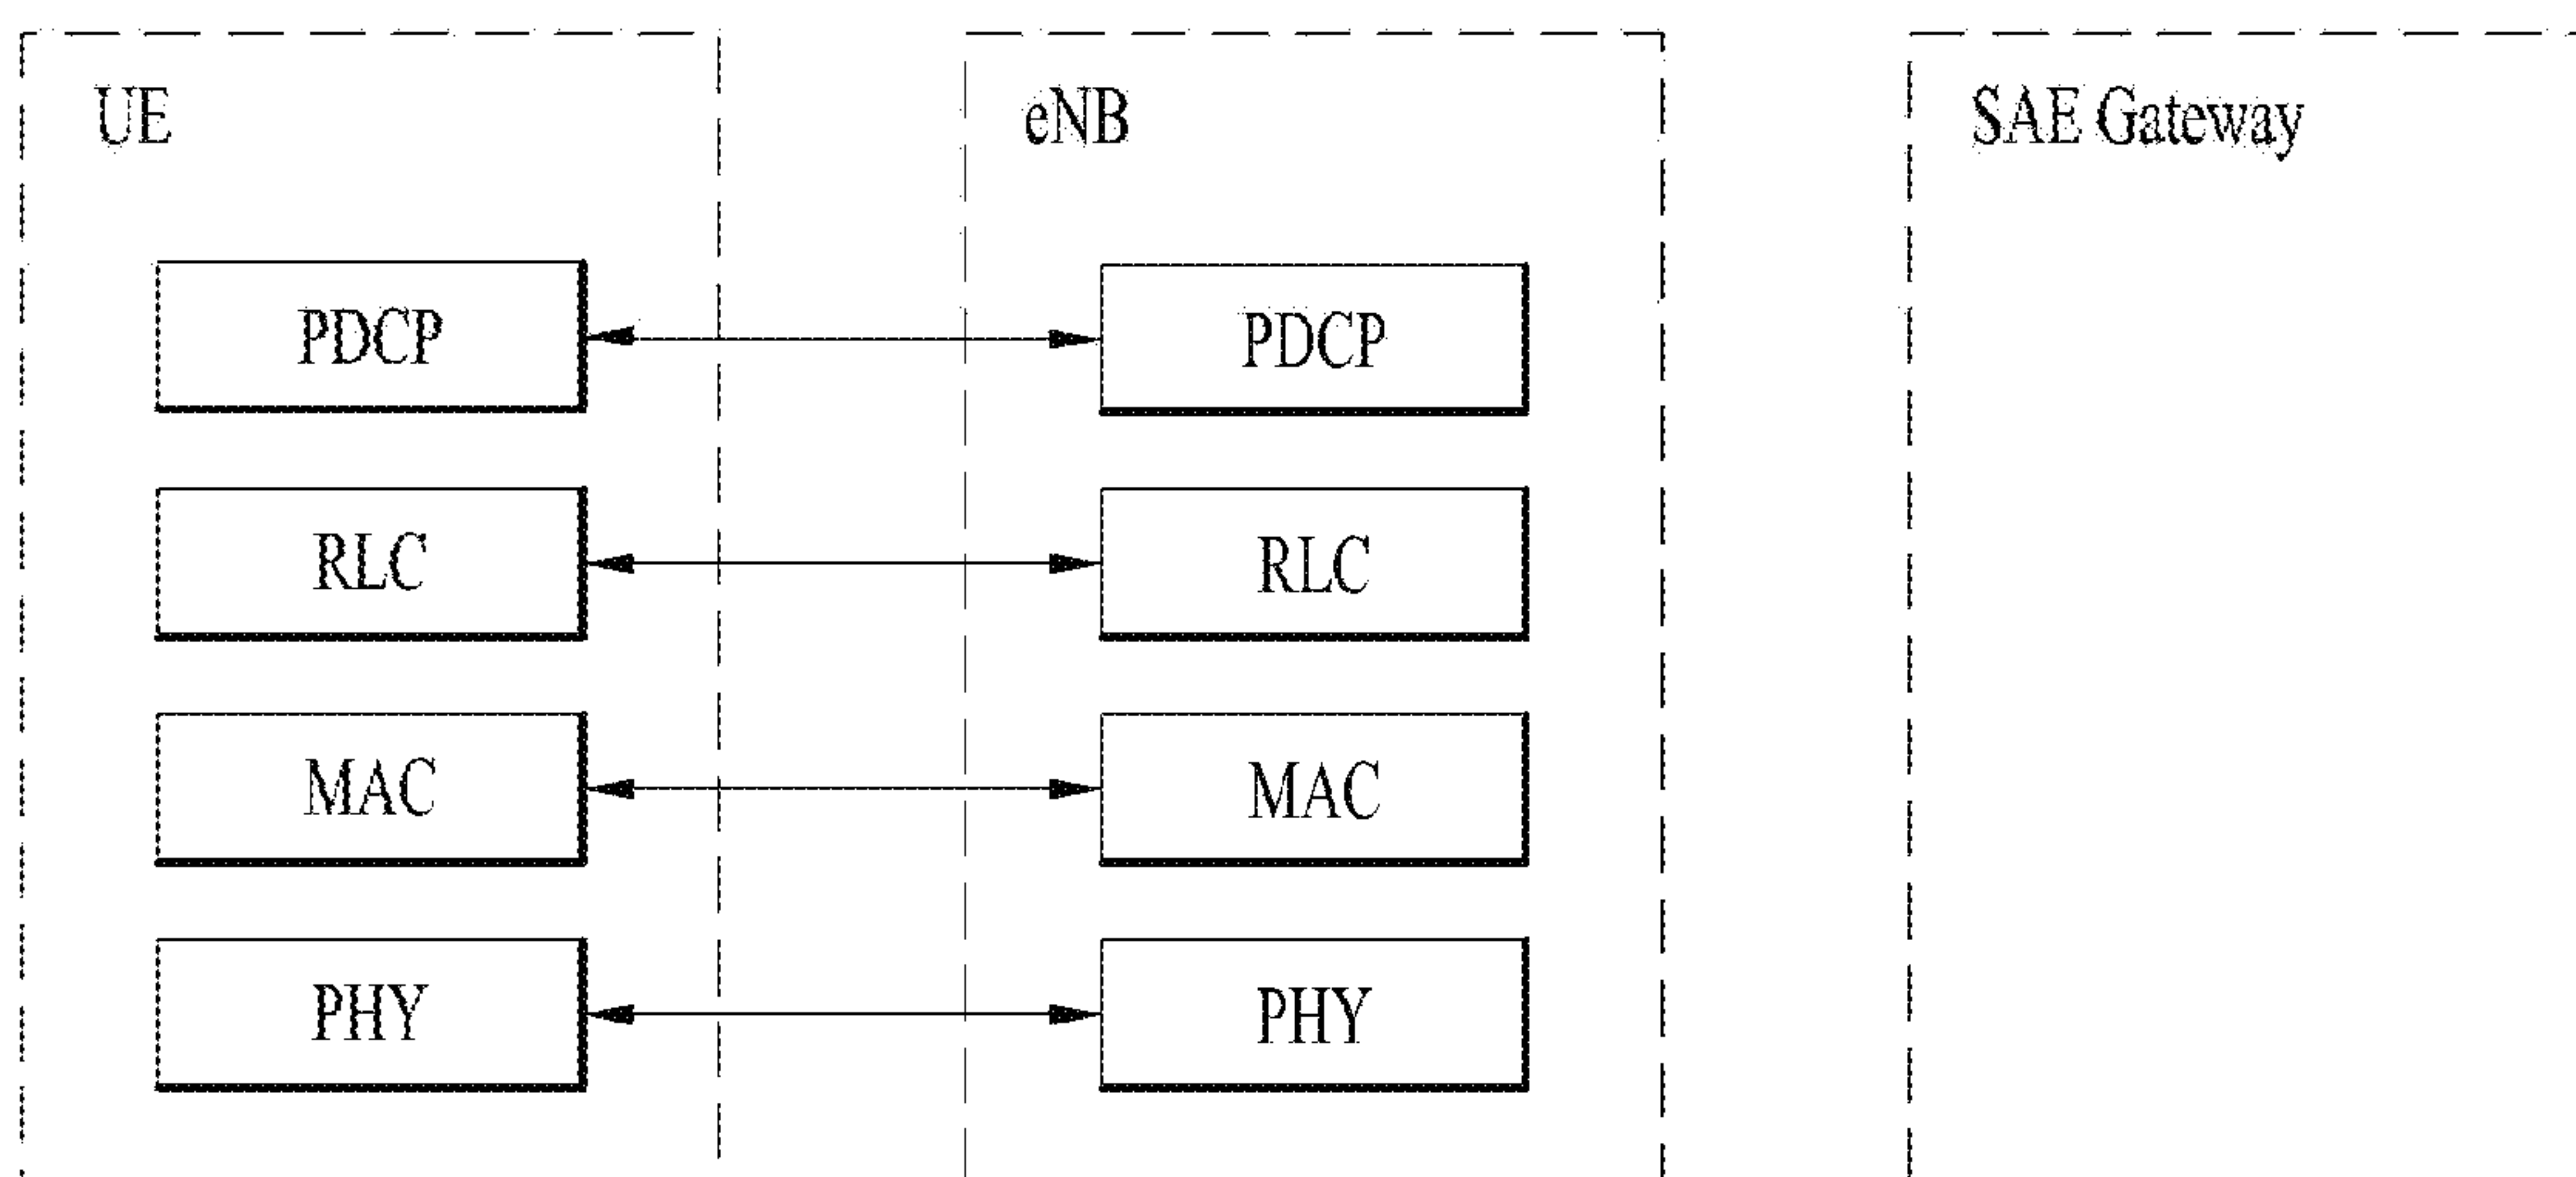 UE
eNB
SAE Gateway
PDCP
PDCP
RLC
RLC
MAC
MAC
PHY
PHY